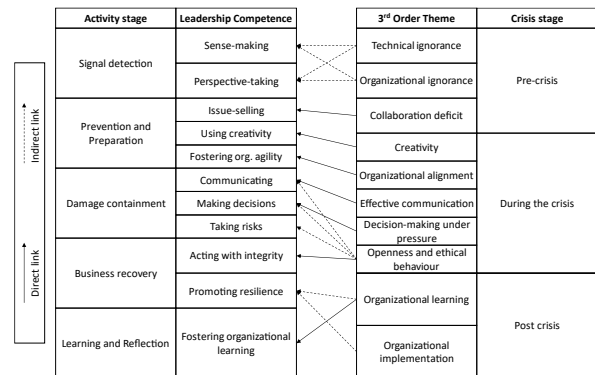 Activity stage
Leadership Competence
3rd Order Theme
Crisis stage
Signal detection
Sense-making
Perspective-taking
Technical ignorance
Organizational ignorance
Pre-crisis
Prevention and
Preparation
Issue-selling
Using creativity
Fostering org. agility
Collaboration deficit
Creativity
Organizational alignment
Damage containment
Communicating
Making decisions
Taking risks
Effective communication
Decision-making under
pressure
Openness and ethical
behaviour
During the crisis
Business recovery
Acting with integrity
Promoting resilience
Organizational learning
Post crisis
Learning and Reflection
Fostering organizational
learning
Organizational
implementation
Indirect link
Direct link